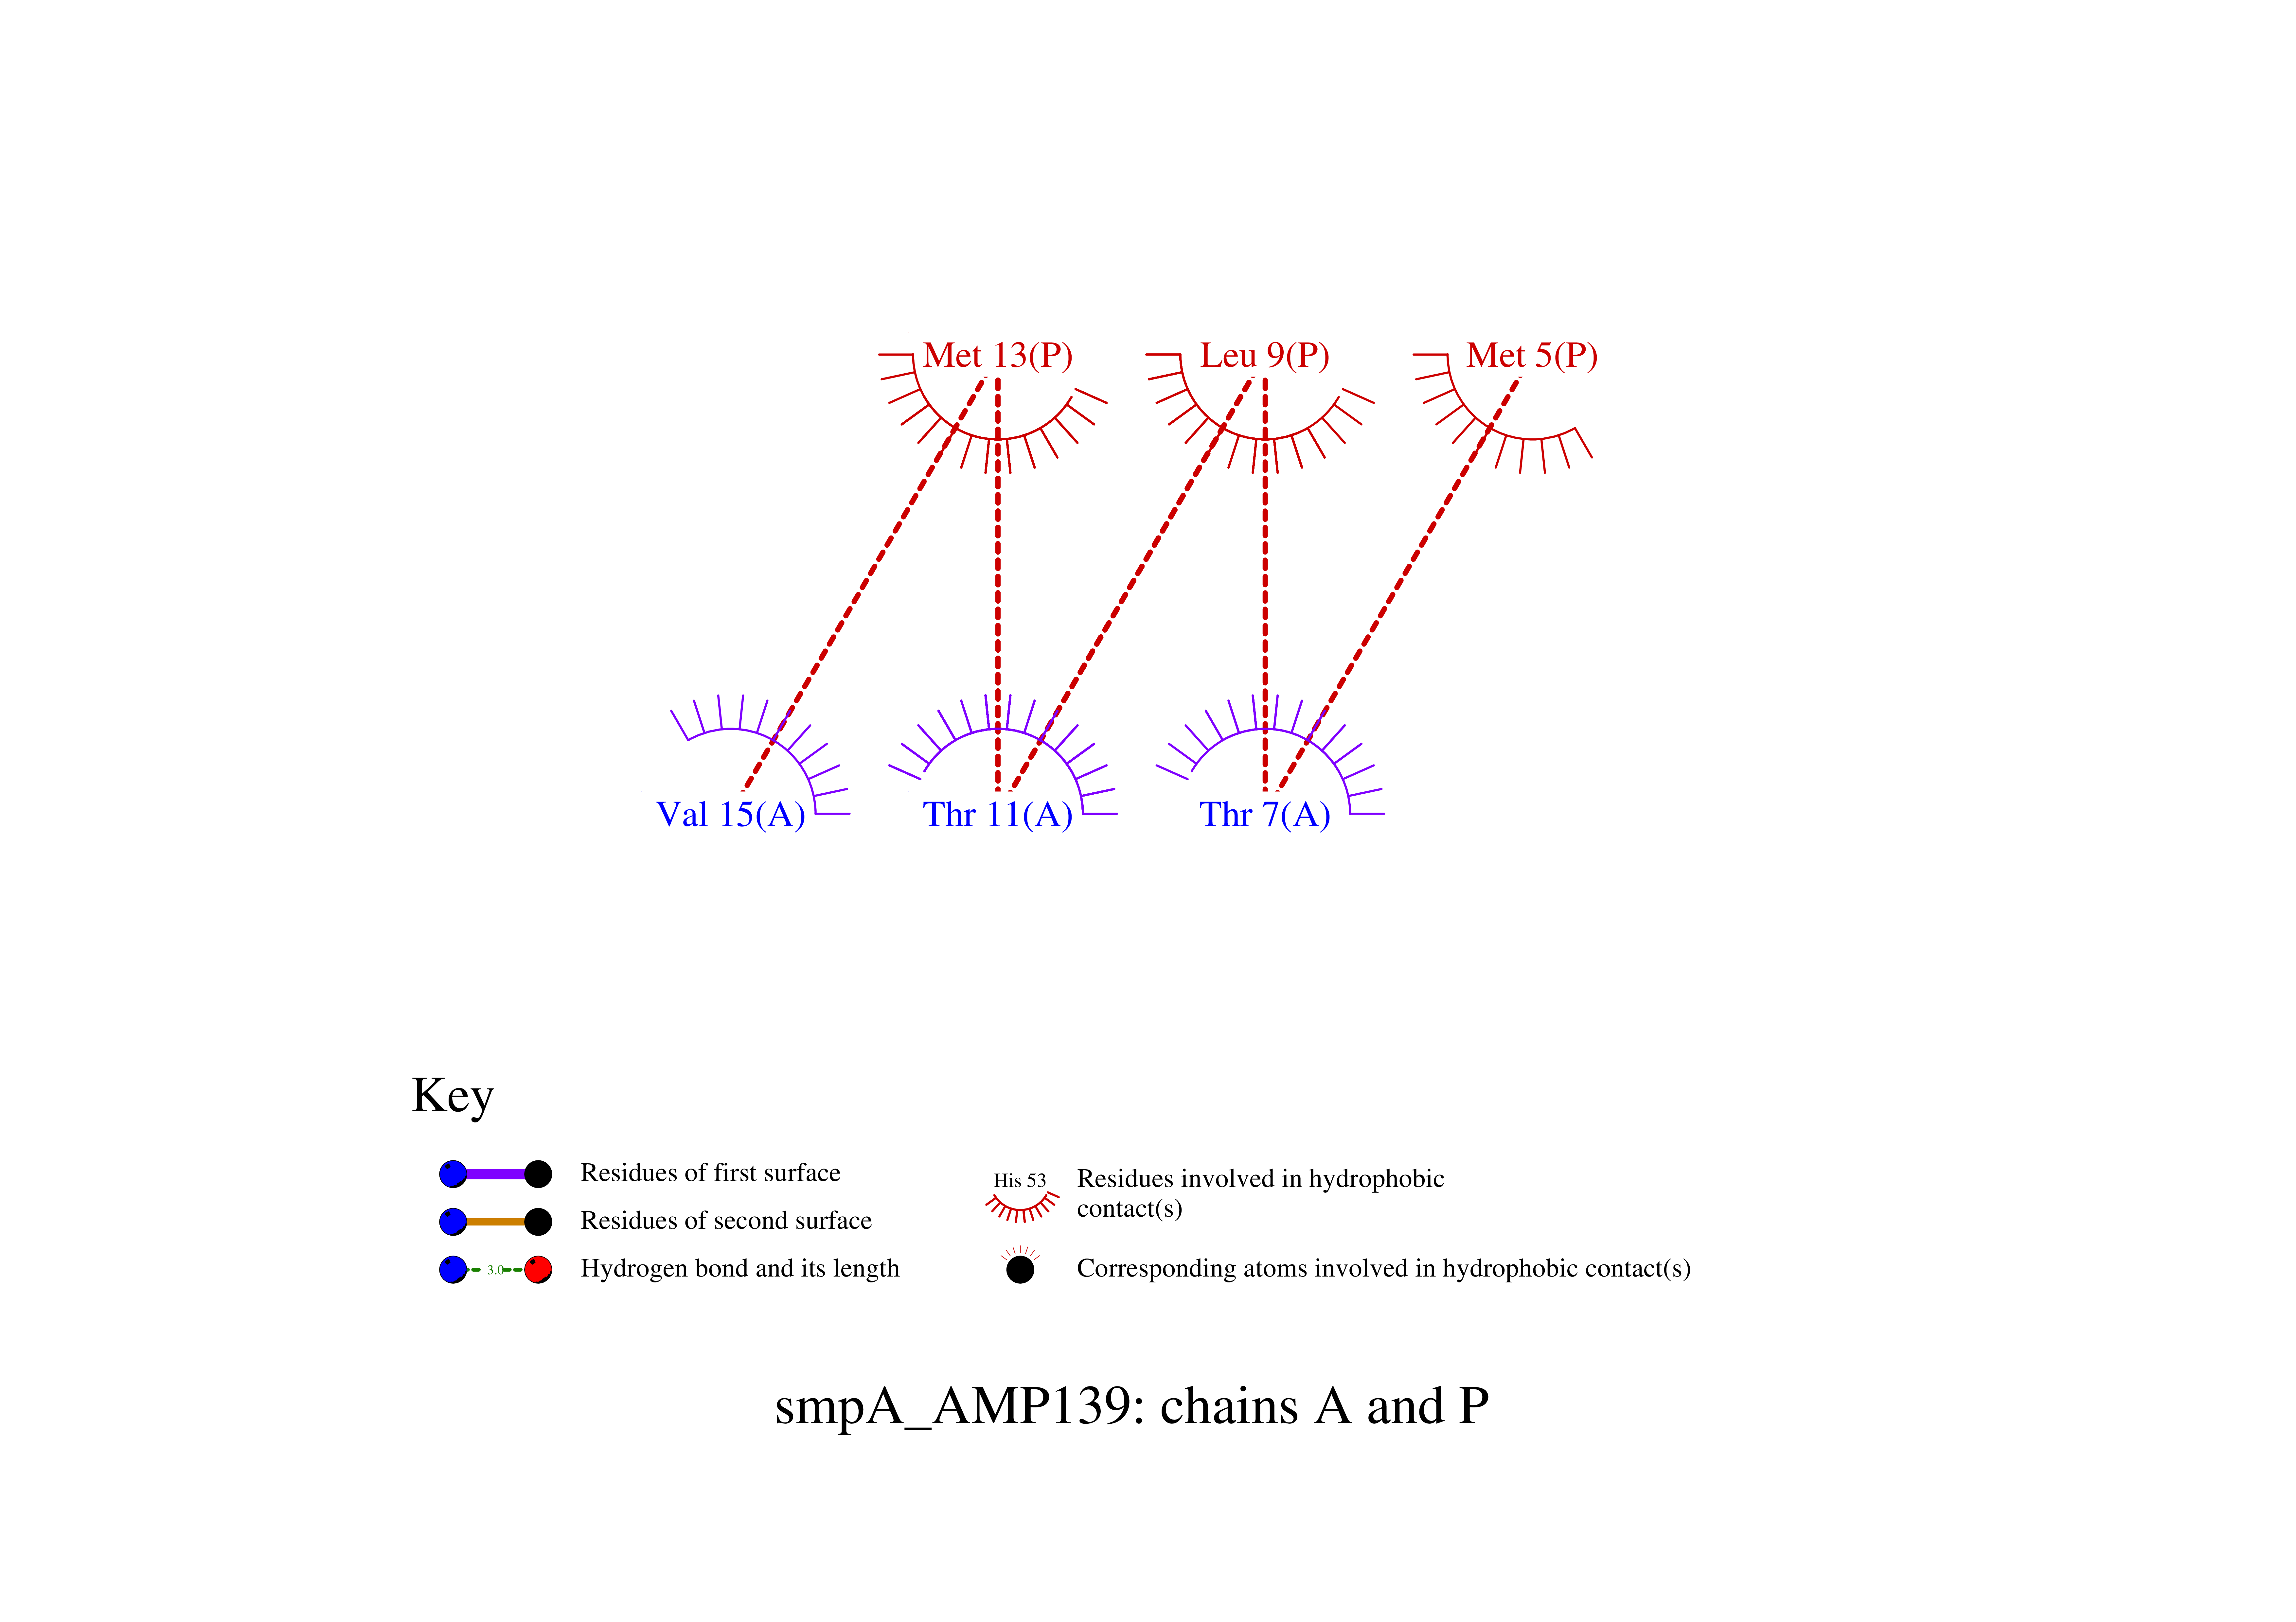 Met 13(P) Leu 9(P) Met 5(P)
Val 15(A) Thr 11(A) Thr 7(A)
Key
Residues of first surface
Residues of second surface
3.0
Hydrogen bond and its length
His 53
Residues involved in hydrophobic
contact(s)
Corresponding atoms involved in hydrophobic contact(s)
smpA_AMP139: chains A and P